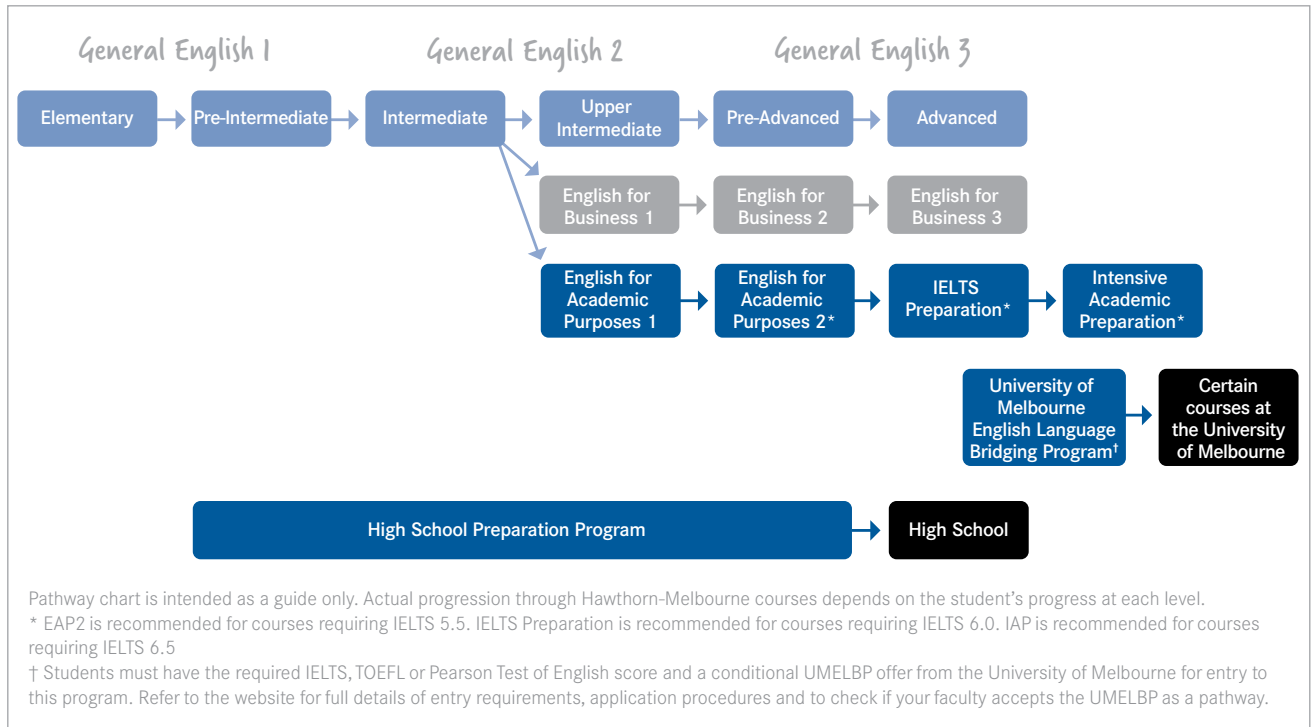 General English 1
General English 2
General English 3
Elementary
Pre-Intermediate
Intermediate
Upper
Intermediate
Pre-Advanced
Advanced
English for
Business 1
English for
Business 2
English for
Business 3
English for
Academic
Purposes 1
English for
Academic
Purposes 2*
IELTS
Preparation*
Intensive
Academic
Preparation*
University of
Melbourne
English Language
Bridging Program†
Certain
courses at
the University
of Melbourne
High School Preparation Program
High School
Pathway chart is intended as a guide only. Actual progression through Hawthorn-Melbourne courses depends on the student's progress at each level.
* EAP2 is recommended for courses requiring IELTS 5.5. IELTS Preparation is recommended for courses requiring IELTS 6.0. IAP is recommended for courses
requiring IELTS 6.5
† Students must have the required IELTS, TOEFL or Pearson Test of English score and a conditional UMELBP offer from the University of Melbourne for entry to
this program. Refer to the website for full details of entry requirements, application procedures and to check if your faculty accepts the UMELBP as a pathway.